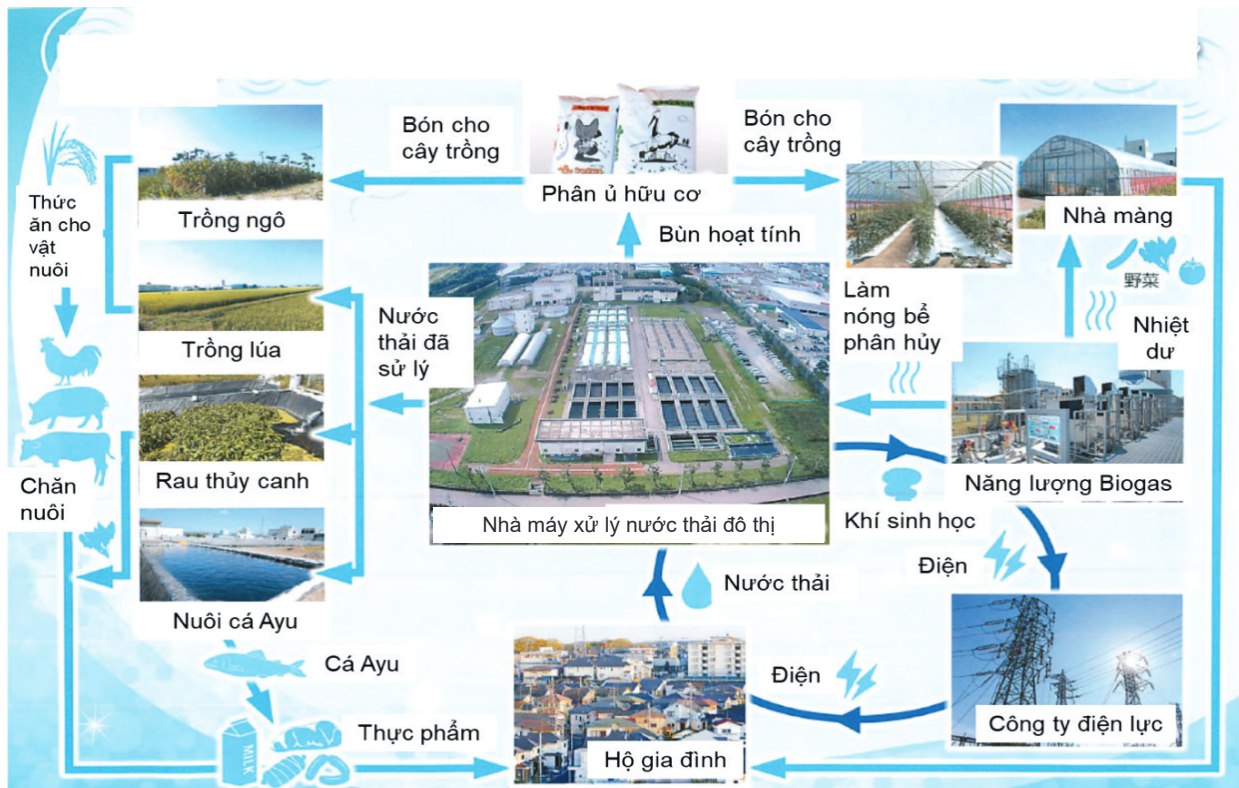 Bón cho
cây trồng
Bón cho
cây trồng
Phân ủ hữu cơ
Thức
ăn cho
vật
nuôi
Trồng ngô
Nhà màng
Bùn hoạt tính
野菜
Làm
nóng bể
phân hủy
Nhiệt
dư
Nước
thải đã
sử lý
Trồng lúa
Rau thủy canh
Năng lượng Biogas
Chăn
nuôi
Nhà máy xử lý nước thải đô thị
Khí sinh học
Điện
Nước thải
Nuôi cá Ayu
Cá Ayu
Điện
Thực phẩm
MILK
Công ty điện lực
Hộ gia đình